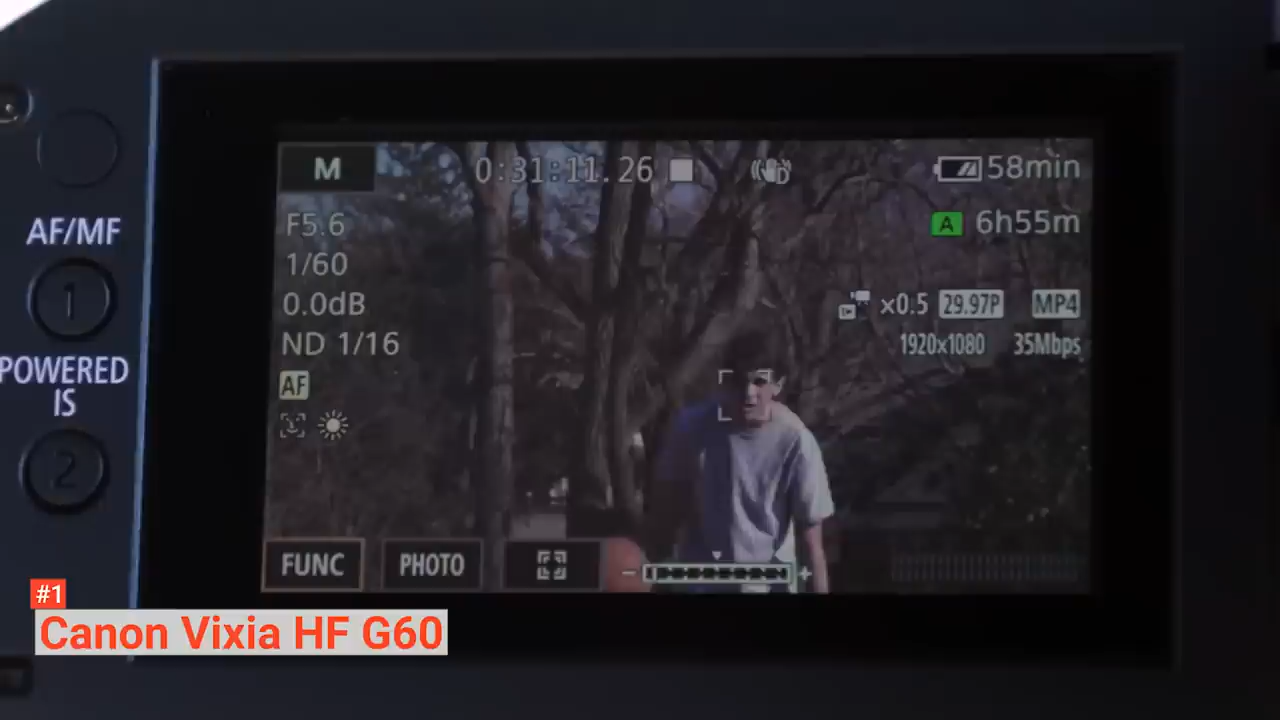 M
0:31:11.26
58min
F5.6
A 6h55m
AF/MF
1/60
1
0.0dB
x0.5 29.97P MP4
ND 1/16
1920x1080 35Mbps
POWERED
IS
AF
2
FUNC
PHOTO
- +
#1
Canon Vixia HF G60